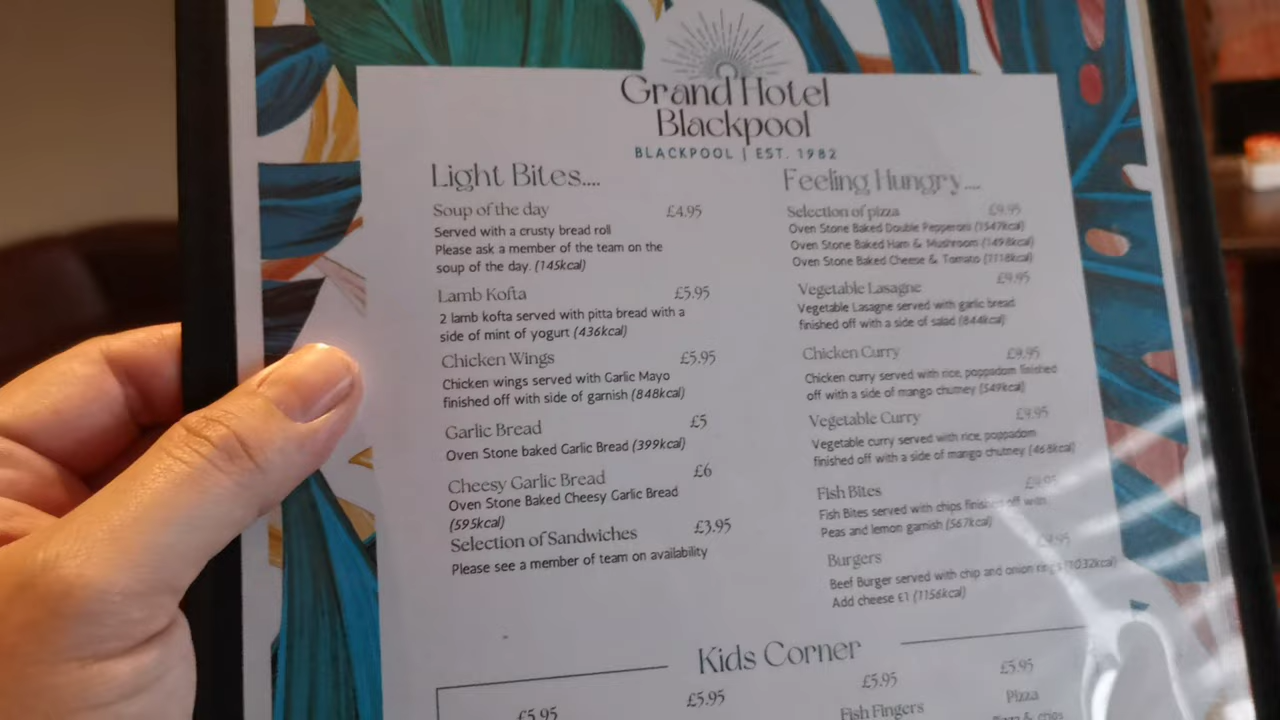 Grand Hotel
Blackpool
BLACKPOOL | EST. 1982
Light Bites....
Soup of the day £4.95
Served with a crusty bread roll
Please ask a member of the team on the
soup of the day. (145kcal)
Lamb Kofta £5.95
2 lamb kofta served with pitta bread with a
side of mint of yogurt (436kcal)
Chicken Wings £5.95
Chicken wings served with Garlic Mayo
finished off with side of garnish (848kcal)
Garlic Bread £5
Oven Stone baked Garlic Bread (399kcal)
Cheesy Garlic Bread £6
Oven Stone Baked Cheesy Garlic Bread
(595kcal)
Selection of Sandwiches £3.95
Please see a member of team on availability
Feeling Hungry....
Selection of pizza £9.95
Oven Stone Baked Double Pepperoni (1547kcal)
Oven Stone Baked Ham & Mushroom (1498kcal)
Oven Stone Baked Cheese & Tomato (1118kcal)
Vegetable Lasagne £9.95
Vegetable Lasagne served with garlic bread
finished off with a side of salad (844kcal)
Chicken Curry £9.95
Chicken curry served with rice, poppadom finished
off with a side of mango chutney (549kcal)
Vegetable Curry £9.95
Vegetable curry served with rice, poppadom
finished off with a side of mango chutney (468kcal)
Fish Bites £9.95
Fish Bites served with chips finished off with
Peas and lemon garnish (567kcal)
Burgers £9.95
Beef Burger served with chip and onion rings (1032kcal)
Add cheese £1 (1156kcal)
Kids Corner
£5.95 £5.95 £5.95 £5.95
Fish Fingers Pizza
& chips